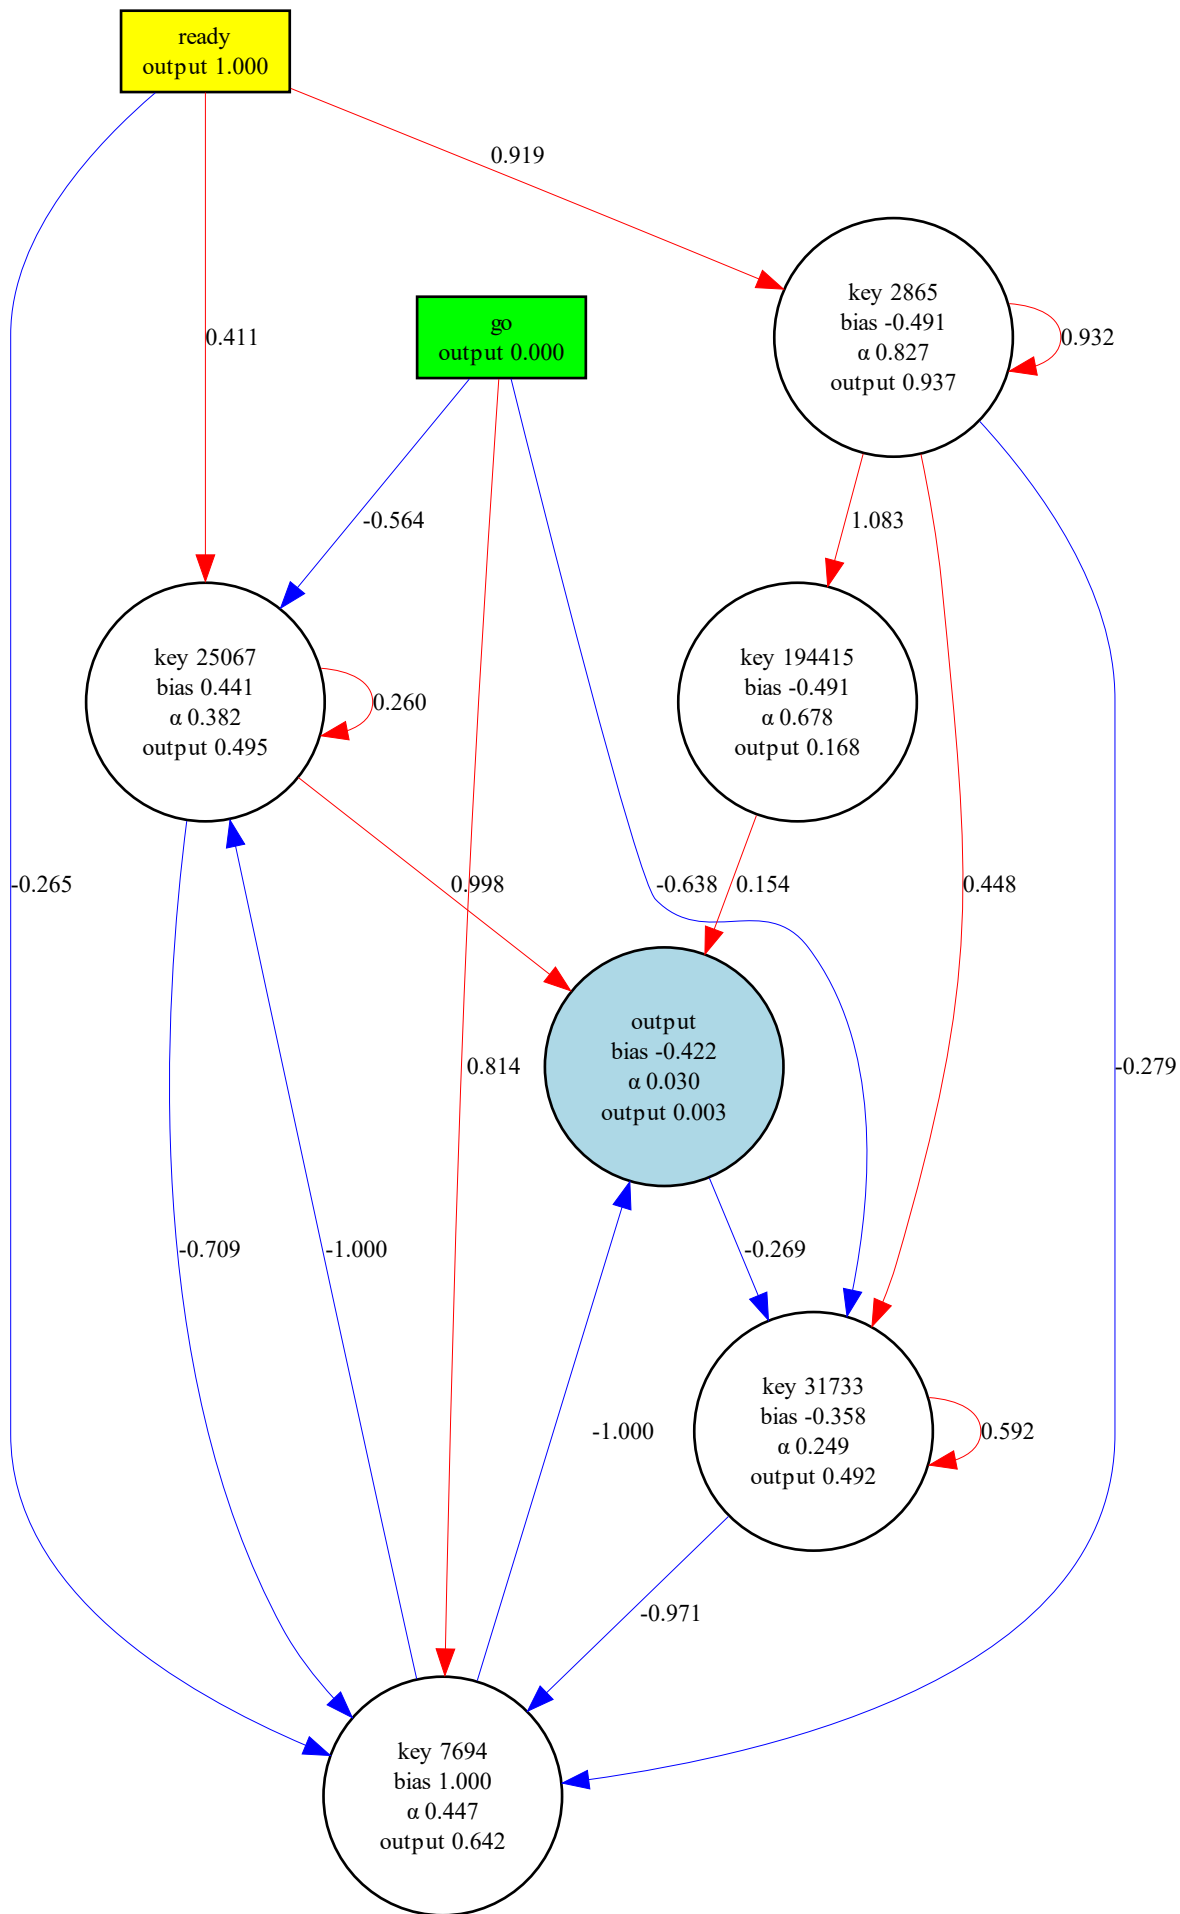 ready
output 1.000
0.919
key 2865
bias -0.491
α 0.827
output 0.937
0.932
go
output 0.000
0.411
-0.564
1.083
key 25067
bias 0.441
α 0.382
output 0.495
0.260
key 194415
bias -0.491
α 0.678
output 0.168
-0.265
0.998
-0.638
0.154
0.448
output
bias -0.422
α 0.030
output 0.003
0.814
-0.279
-0.709
-1.000
-0.269
key 31733
bias -0.358
α 0.249
output 0.492
-1.000
0.592
-0.971
key 7694
bias 1.000
α 0.447
output 0.642